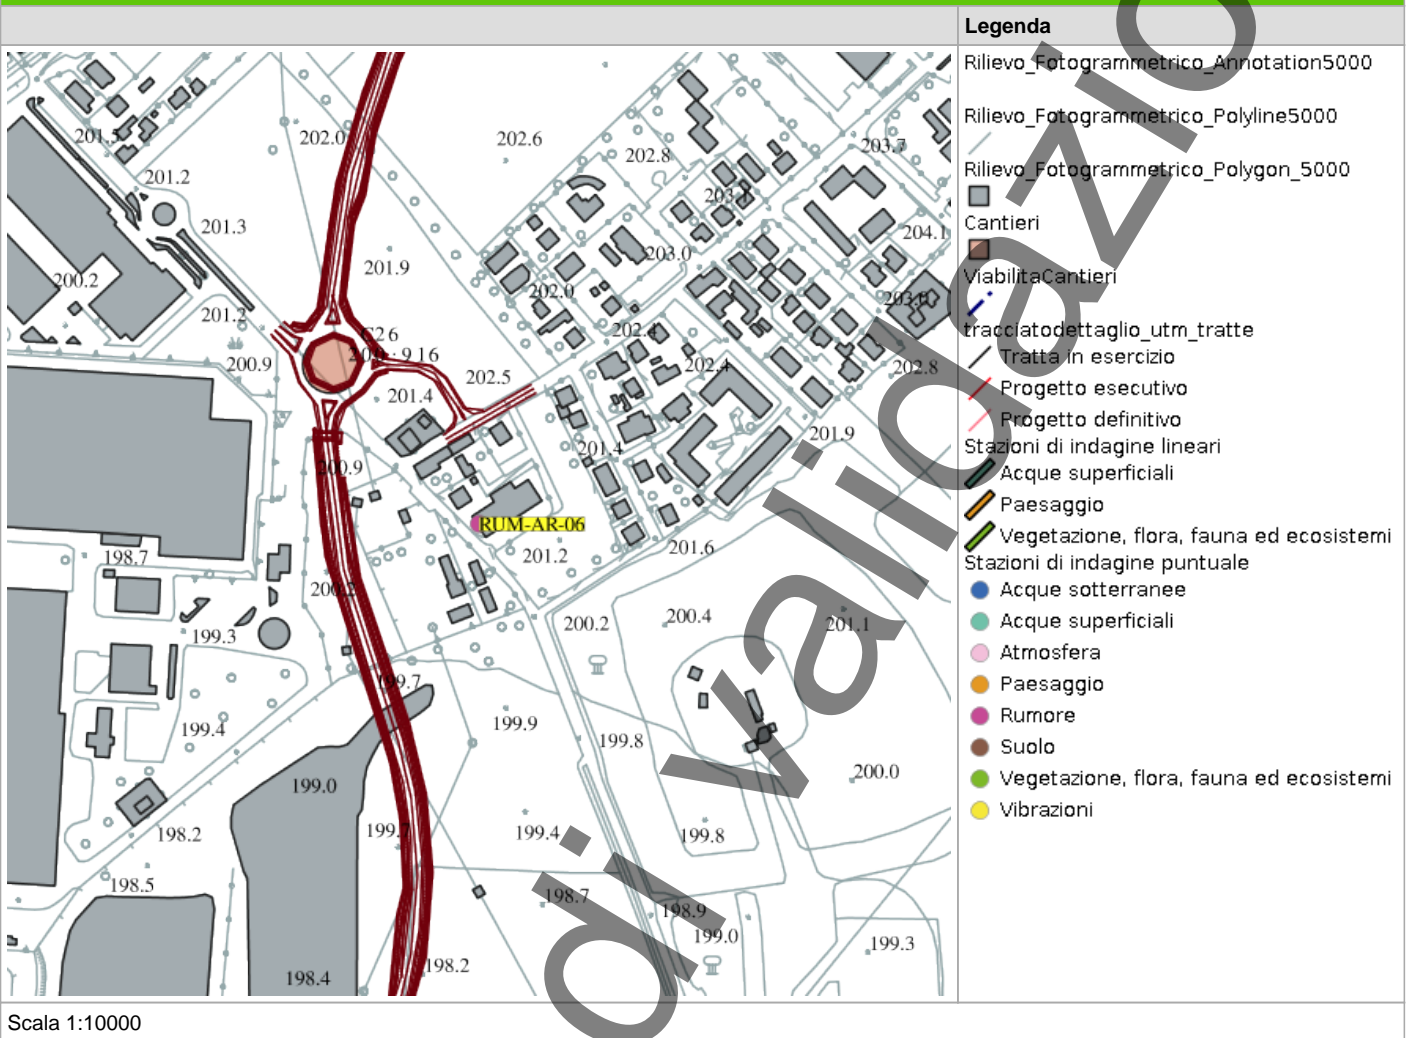 Legenda
Rilievo_Fotogrammetrico_Annotation5000
Rilievo_Fotogrammetrico_Polyline5000
Rilievo_Fotogrammetrico_Polygon_5000
Cantieri
ViabilitaCantieri
tracciatodettaglio_utm_tratte
Tratta in esercizio
Progetto esecutivo
Progetto definitivo
Stazioni di indagine lineari
Acque superficiali
Paesaggio
Vegetazione, flora, fauna ed ecosistemi
Stazioni di indagine puntuale
Acque sotterranee
Acque superficiali
Atmosfera
Paesaggio
Rumore
Suolo
Vegetazione, flora, fauna ed ecosistemi
Vibrazioni
201.5
202.0
202.6
202.8
203.7
201.2
201.3
204.1
203.0
201.9
200.2
202.0
201.2
202.4
200.9
202.5
202.4
202.8
201.4
201.9
201.4
200.9
RUM-AR-06
198.7
201.2
201.6
200.2
200.4
201.1
199.3
199.7
199.4
199.9
199.8
200.0
199.0
198.2
199.4
199.8
198.5
198.7
198.9
199.0
199.3
198.4
198.2
di validazio
Scala 1:10000